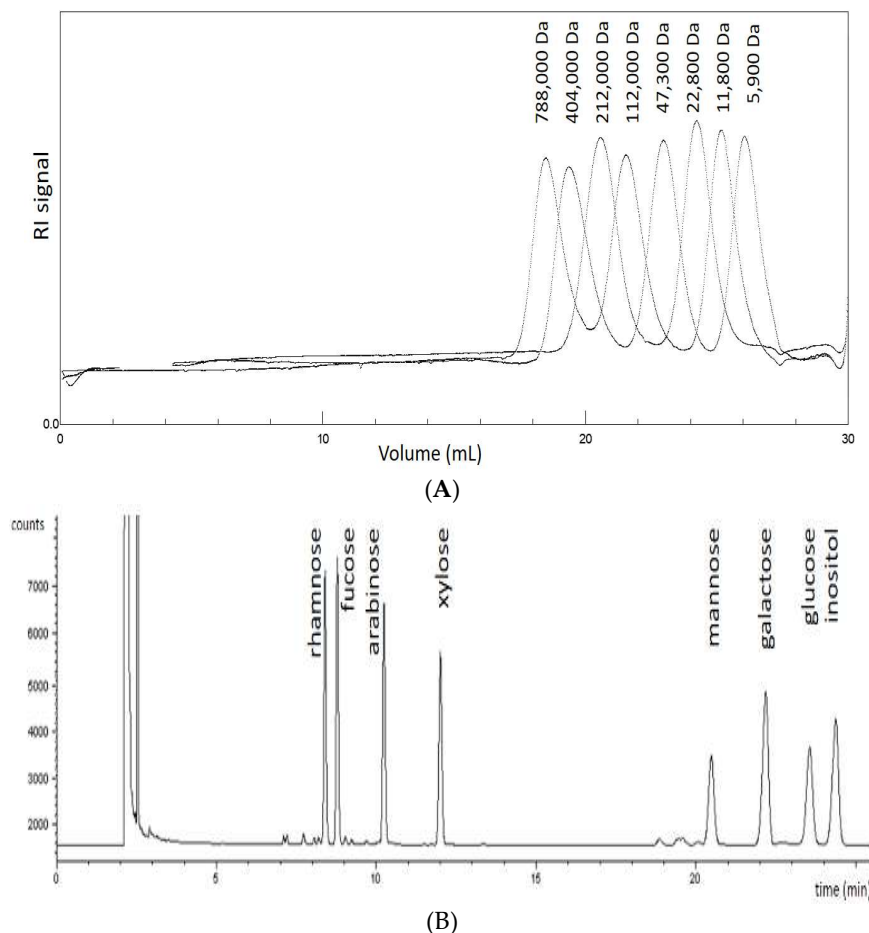 788,000 Da
404,000 Da
212,000 Da
112,000 Da
47,300 Da
22,800 Da
11,800 Da
5,900 Da
RI signal
0.0
0
10
20
30
Volume (mL)
(A)
counts
7000
6000
5000
4000
3000
2000
rhamnose
fucose
arabinose
xylose
mannose
galactose
glucose
inositol
0
5
10
15
20
time (min)
(B)